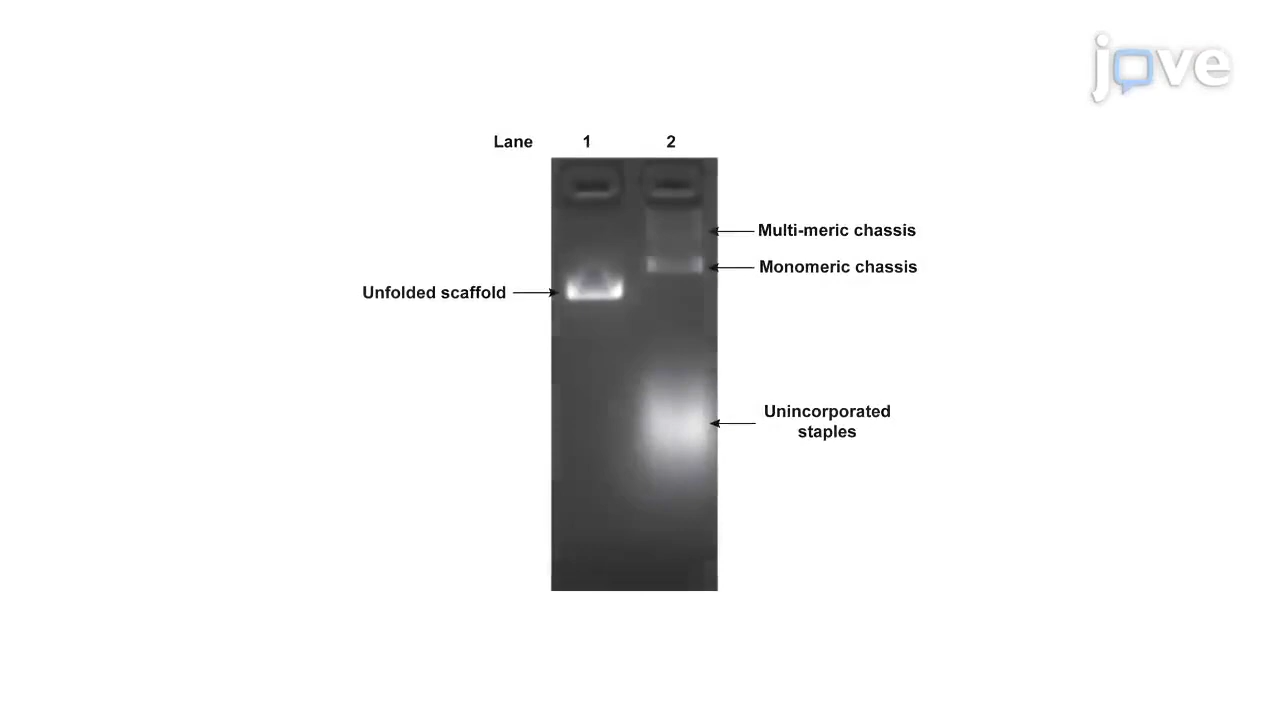 jove
Lane 1 2
Multi-meric chassis
Monomeric chassis
Unfolded scaffold
Unincorporated
staples